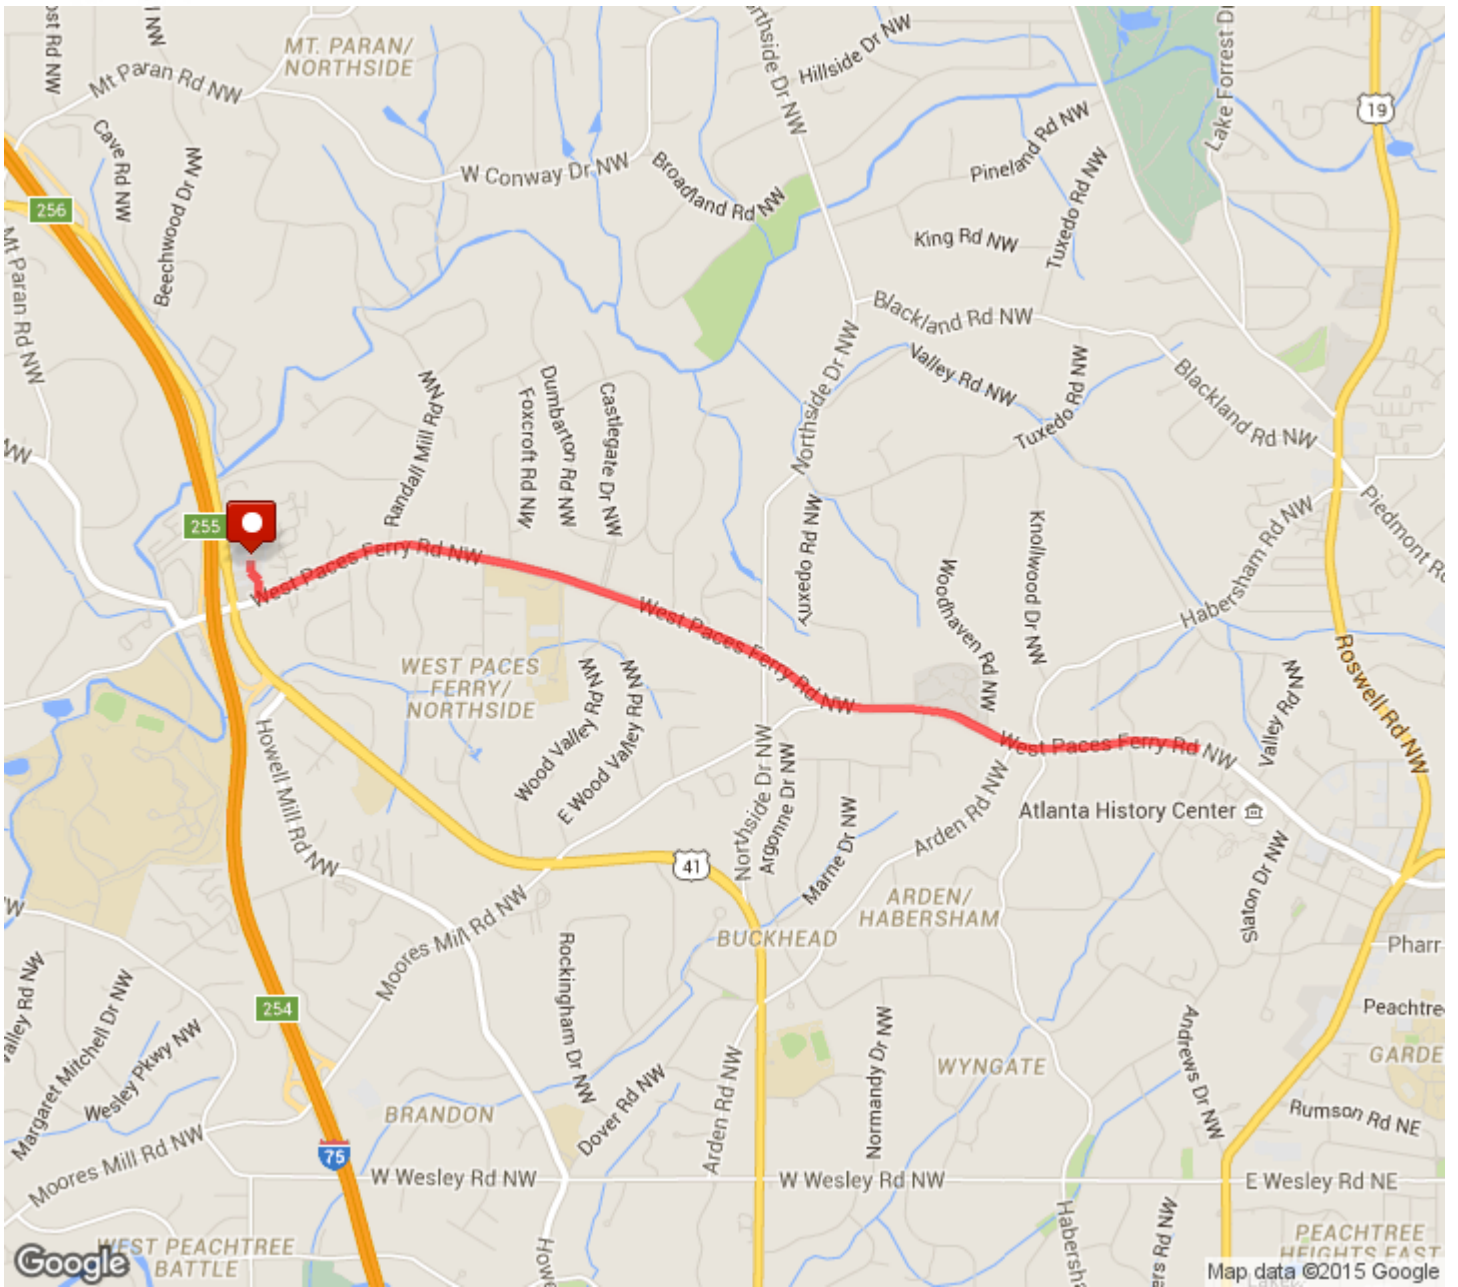 MT. PARAN/
NORTHSIDE
Hillside Dr NW
Mt Paran Rd NW
Lake Forrest
19
Cave Rd NW
Beechwood Dr NW
W Conway Dr NW
Broadland Rd NW
Pineland Rd NW
Tuxedo Rd NW
256
King Rd NW
Mt Paran Rd NW
Blackland Rd NW
Northside Dr NW
Valley Rd NW
Tuxedo Rd NW
Blackland Rd NW
Randall Mill Rd NW
Foxcroft Rd NW
Dumbarton Rd NW
Castlegate Dr NW
255
Tuxedo Rd NW
Knollwood Dr NW
Woodhaven Rd NW
Habersham Rd NW
Piedmont
West Paces Ferry Rd NW
West Paces Ferry Rd NW
Roswell Rd NW
WEST PACES
FERRY/
NORTHSIDE
Wood Valley Rd NW
E Wood Valley Rd NW
Valley Rd NW
West Paces Ferry Rd NW
Howell Mill Rd NW
Northside Dr NW
Argonne Dr NW
Marne Dr NW
Arden Rd NW
Atlanta History Center
41
Slaton Dr NW
ARDEN/
HABERSHAM
Moores Mill Rd NW
BUCKHEAD
Pharr
Rockingham Dr NW
254
Margaret Mitchell Dr NW
Wesley Pkwy NW
Normandy Dr NW
Andrews Dr NW
WYNGATE
BRANDON
Dover Rd NW
Arden Rd NW
Rumson Rd NE
Moores Mill Rd NW
75
W Wesley Rd NW
W Wesley Rd NW
E Wesley Rd NE
WEST PEACHTREE
BATTLE
PEACHTREE
HEIGHTS EAST
Google
Map data ©2015 Google